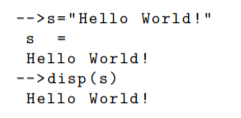 -->s="Hello World!"
s =
Hello World!
-->disp(s)
Hello World!